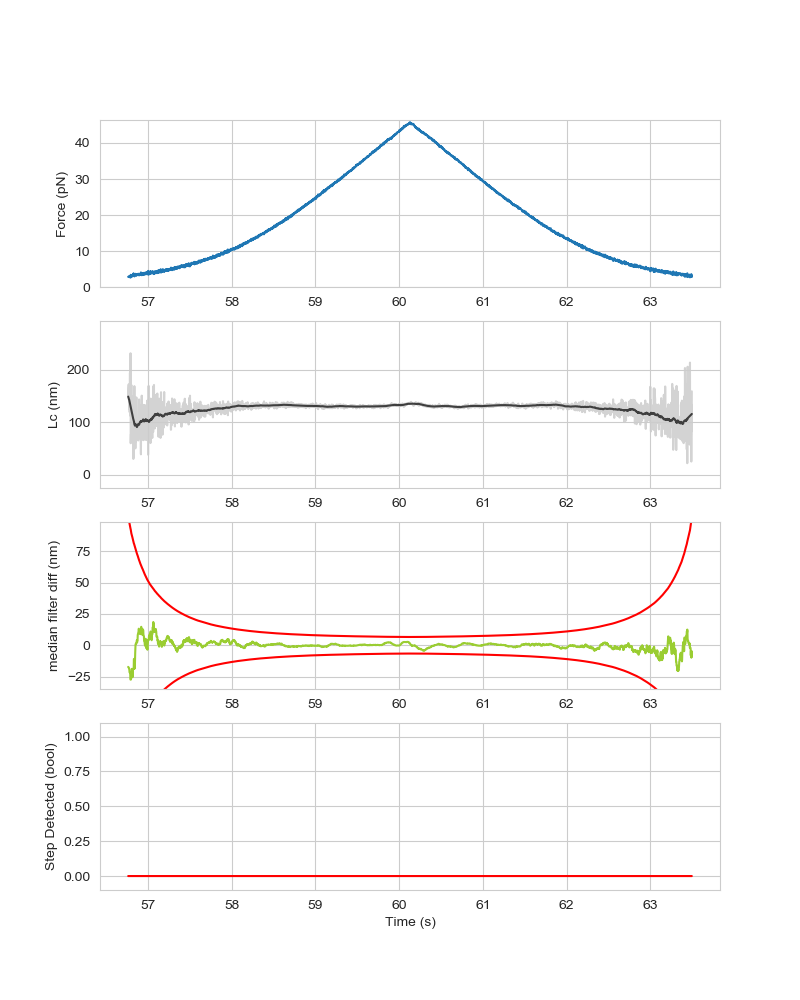 40
30
20
10
0
Force (pN)
57 58 59 60 61 62 63
200
100
0
Lc (nm)
57 58 59 60 61 62 63
75
50
25
0
−25
median filter diff (nm)
57 58 59 60 61 62 63
1.00
0.75
0.50
0.25
0.00
Step Detected (bool)
57 58 59 60 61 62 63
Time (s)